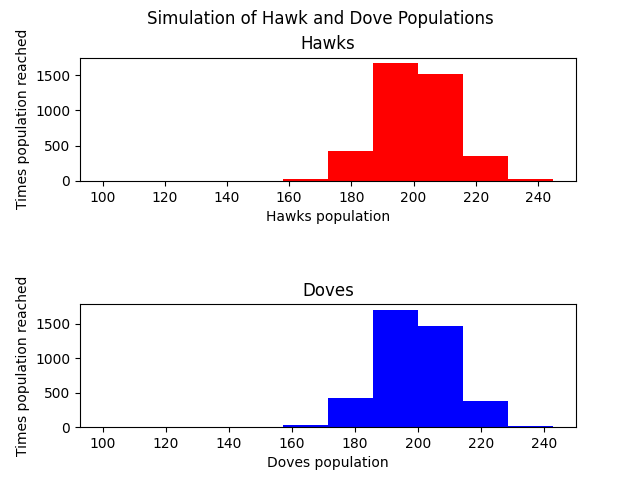 Simulation of Hawk and Dove Populations
Hawks
Times population reached
1500
1000
500
0
100 120 140 160 180 200 220 240
Hawks population
Doves
Times population reached
1500
1000
500
0
100 120 140 160 180 200 220 240
Doves population